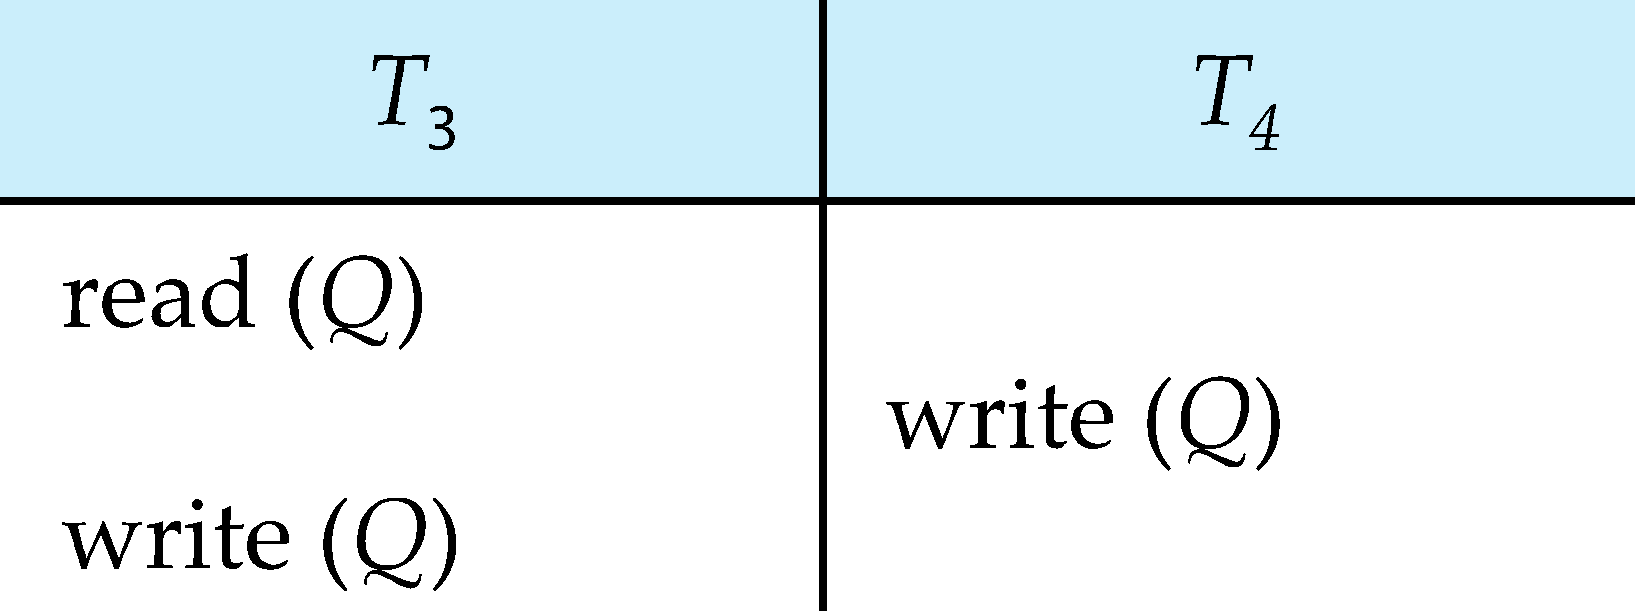 T₃ T₄
read (Q)
write (Q)
write (Q)